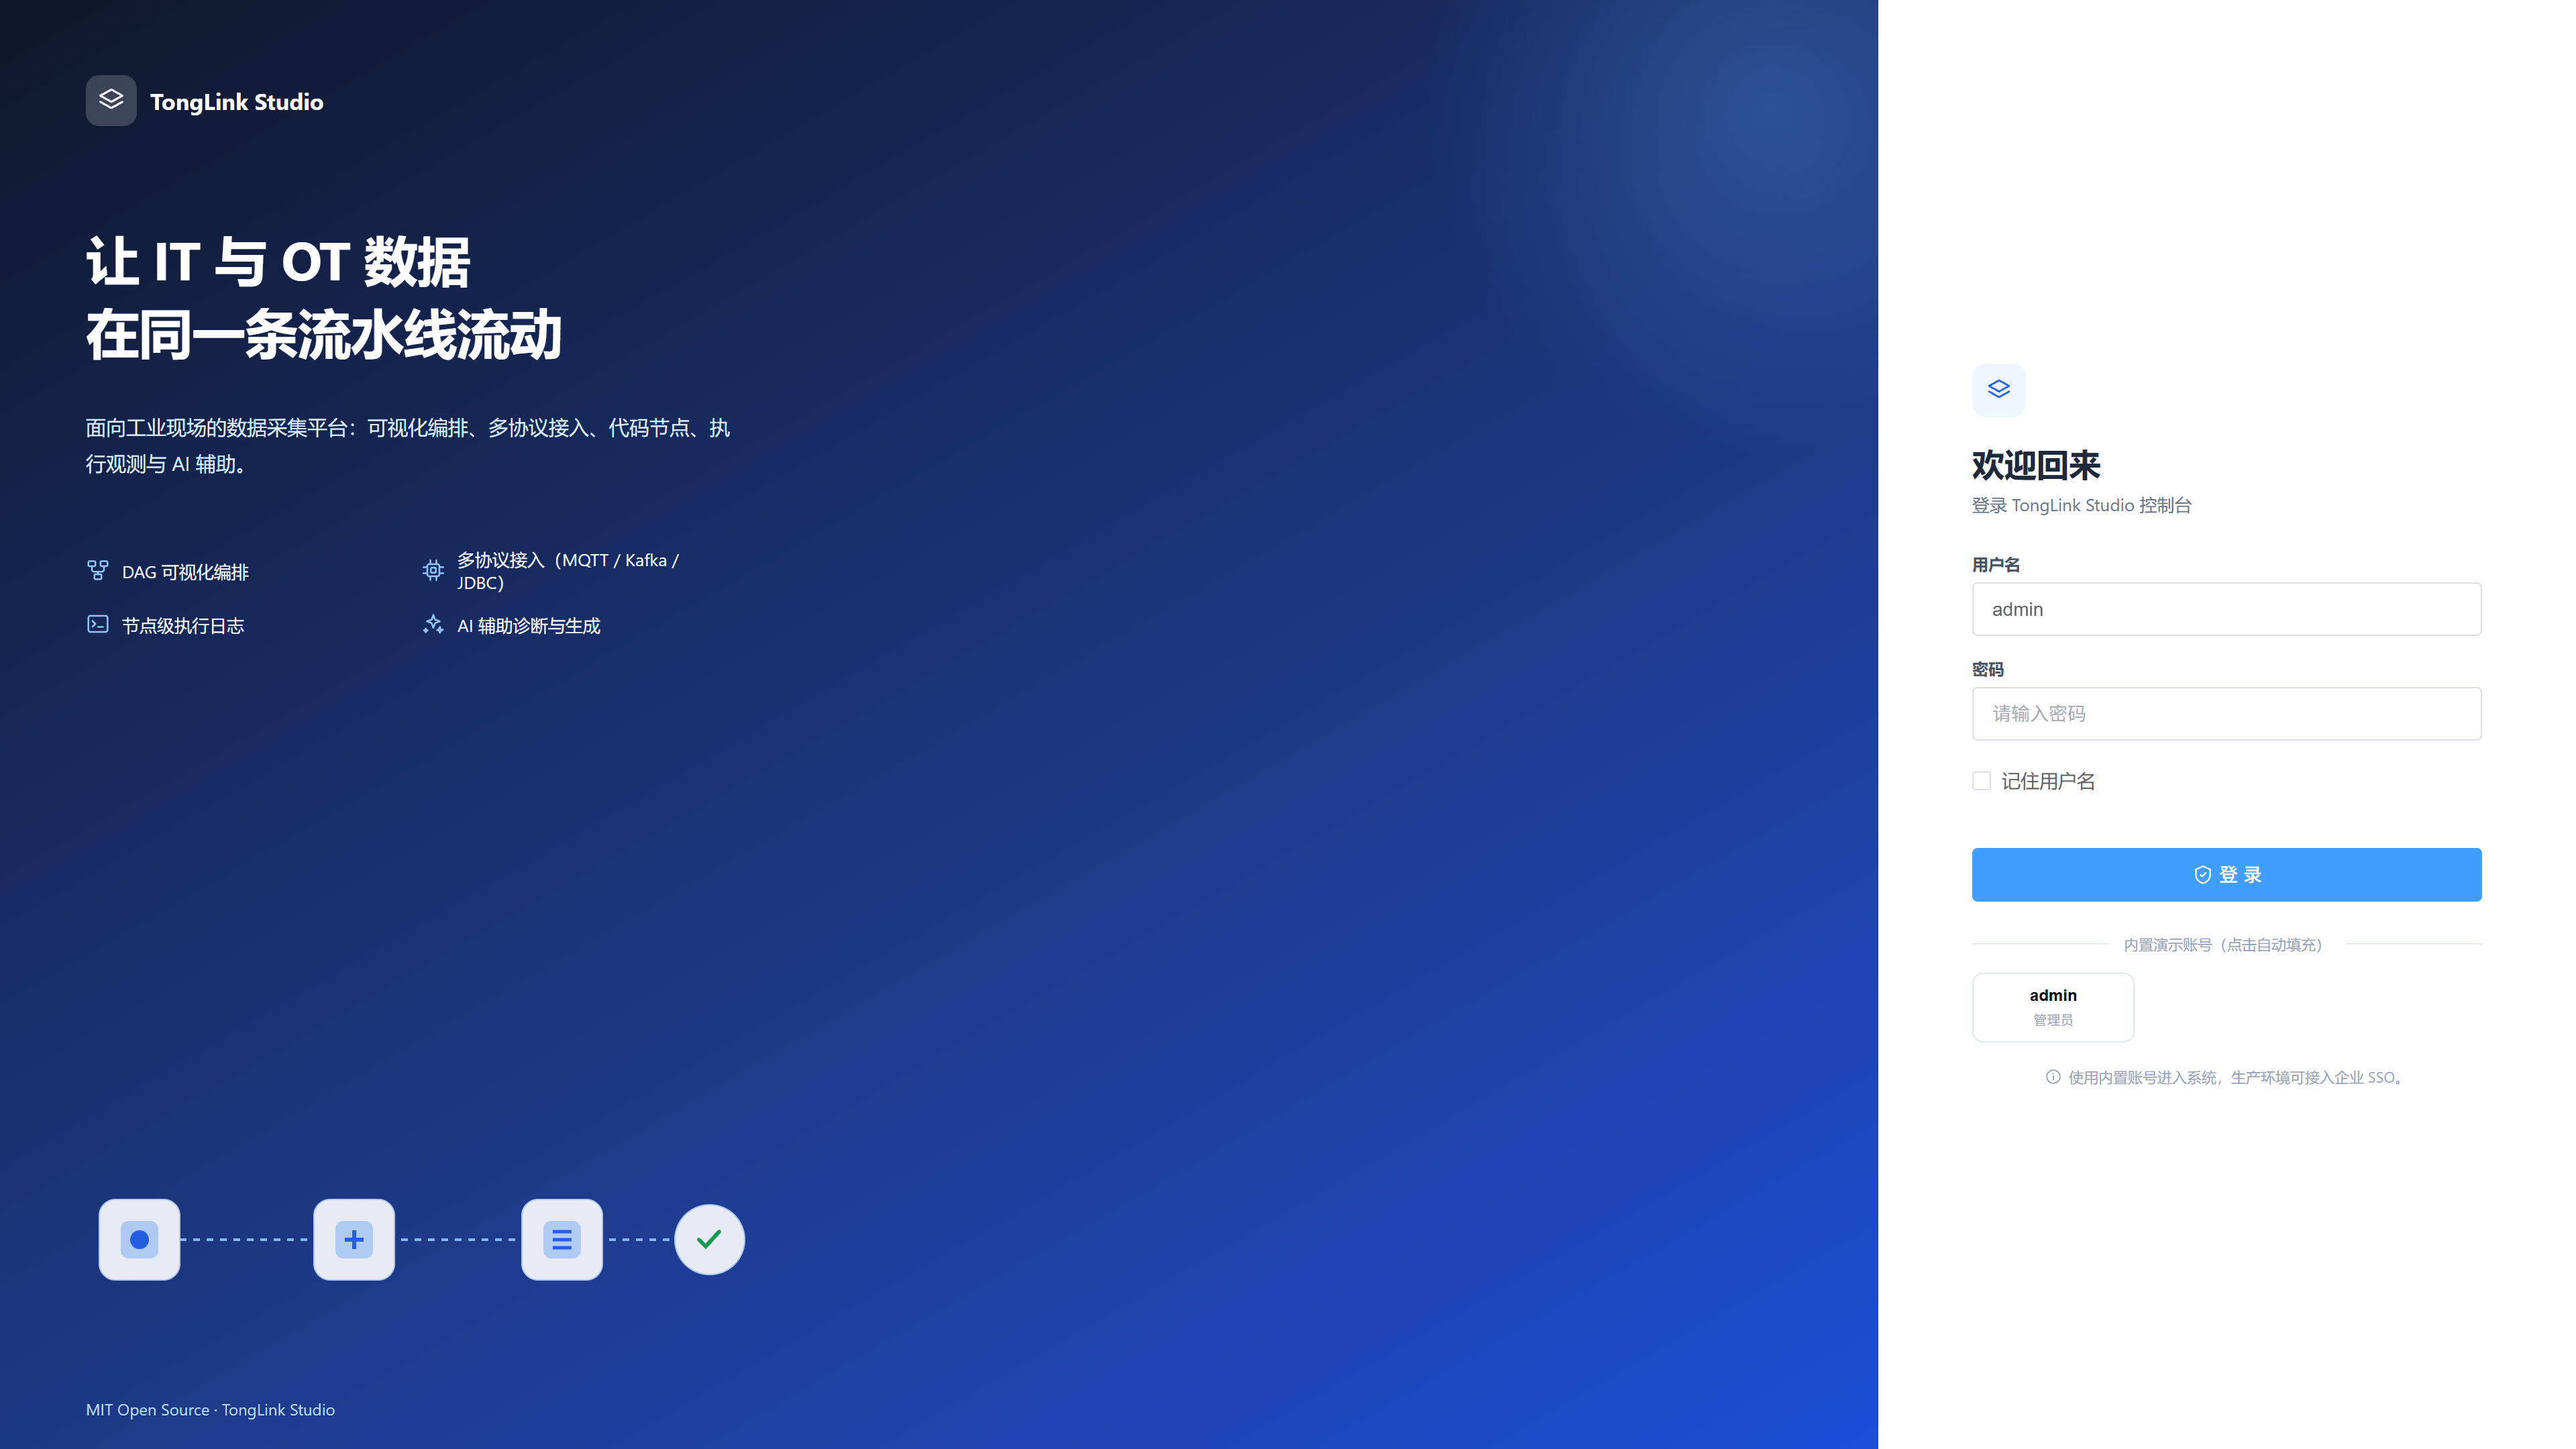 TongLink Studio
让 IT 与 OT 数据
在同一条流水线流动
面向工业现场的数据采集平台：可视化编排、多协议接入、代码节点、执
行观测与 AI 辅助。
DAG 可视化编排
多协议接入（MQTT / Kafka /
JDBC）
节点级执行日志
AI 辅助诊断与生成
MIT Open Source · TongLink Studio
欢迎回来
登录 TongLink Studio 控制台
用户名
admin
密码
请输入密码
记住用户名
登 录
内置演示账号（点击自动填充）
admin
管理员
使用内置账号进入系统，生产环境可接入企业 SSO。